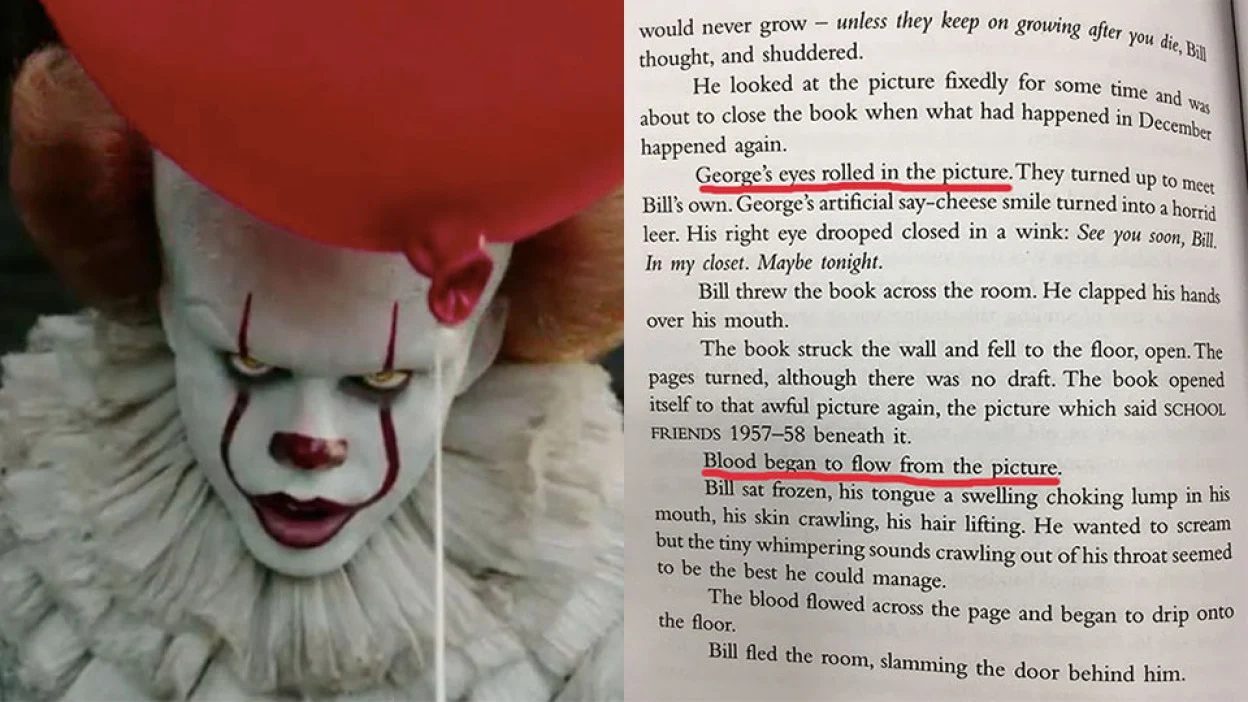 would never grow – unless they keep on growing after you die, Bill
thought, and shuddered.
He looked at the picture fixedly for some time and was
about to close the book when what had happened in December
happened again.
George's eyes rolled in the picture. They turned up to meet
Bill's own. George's artificial say-cheese smile turned into a horrid
leer. His right eye drooped closed in a wink: See you soon, Bill.
In my closet. Maybe tonight.
Bill threw the book across the room. He clapped his hands
over his mouth.
The book struck the wall and fell to the floor, open. The
pages turned, although there was no draft. The book opened
itself to that awful picture again, the picture which said SCHOOL
FRIENDS 1957–58 beneath it.
Blood began to flow from the picture.
Bill sat frozen, his tongue a swelling choking lump in his
mouth, his skin crawling, his hair lifting. He wanted to scream
but the tiny whimpering sounds crawling out of his throat seemed
to be the best he could manage.
The blood flowed across the page and began to drip onto
the floor.
Bill fled the room, slamming the door behind him.